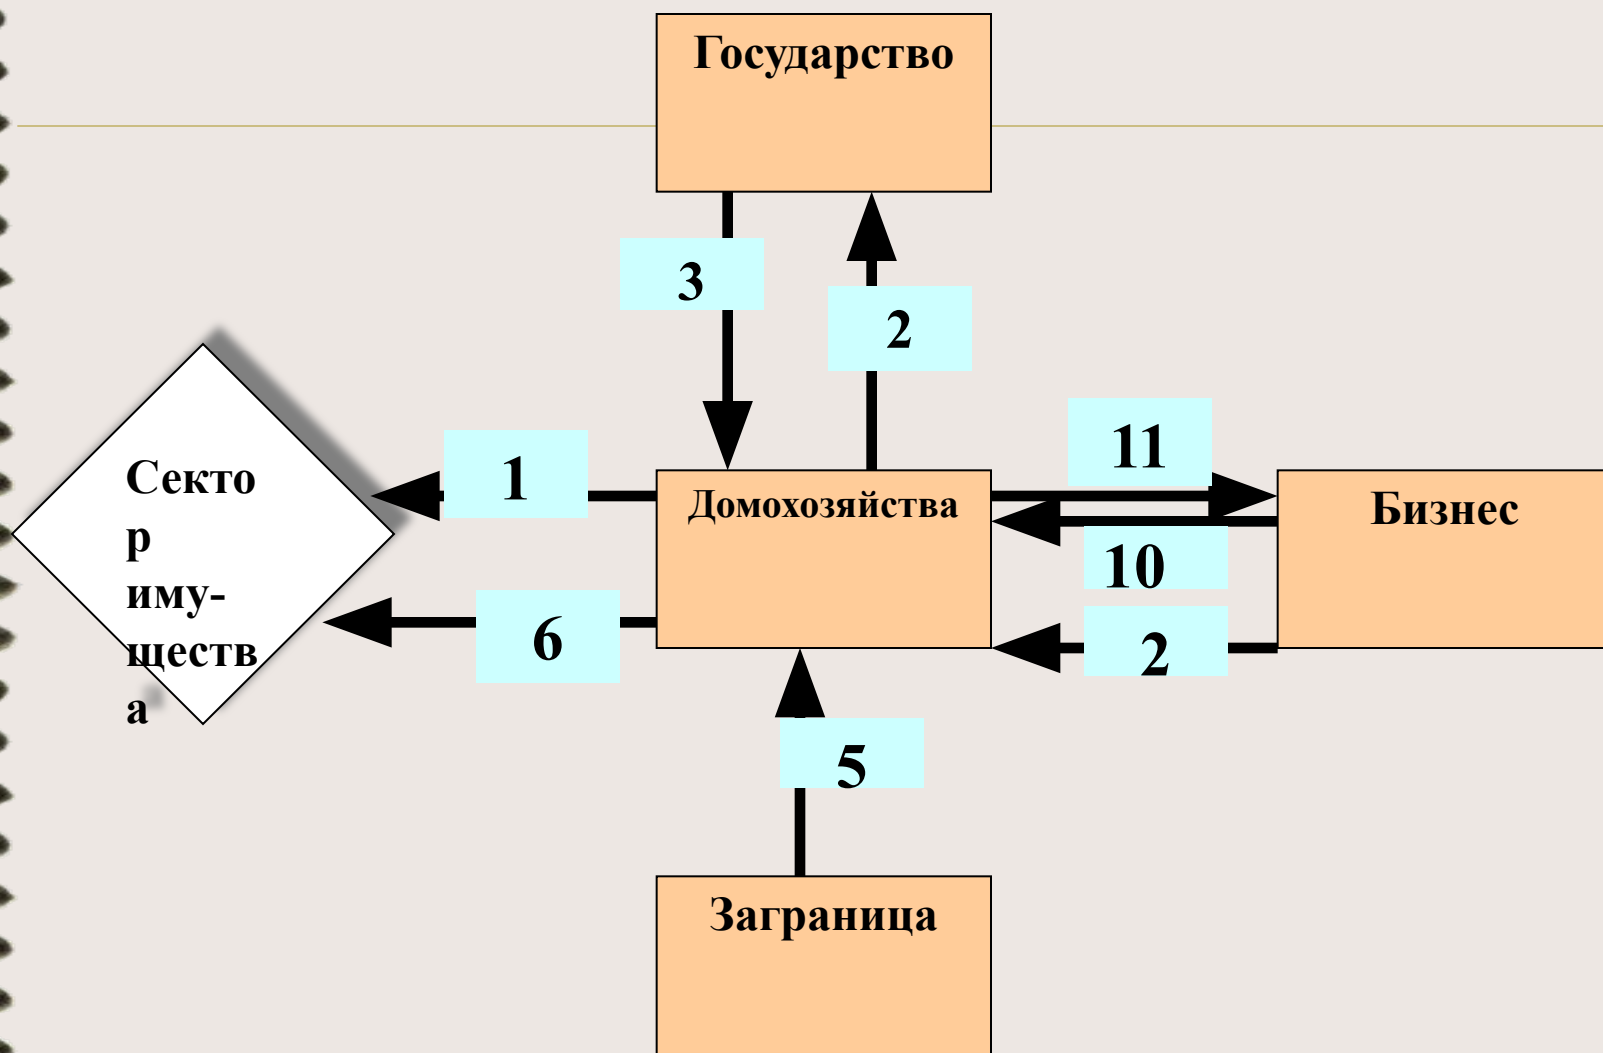 Государство
3
2
11
1
Секто
р
иму-
ществ
а
Домохозяйства
Бизнес
10
6
2
5
Заграница